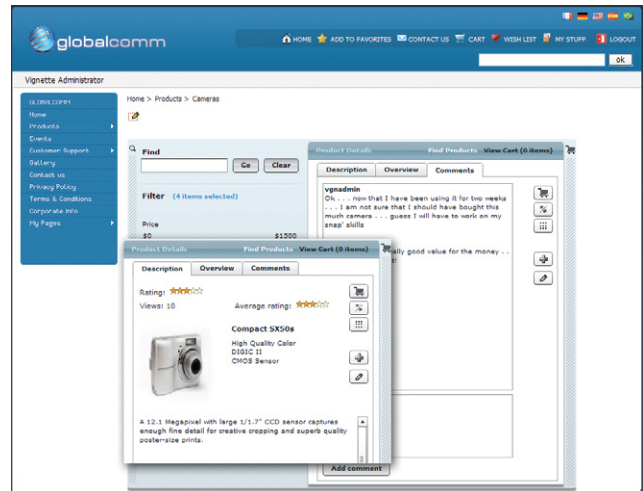 globalcomm
HOME ADD TO FAVORITES CONTACT US CART WISH LIST MY STUFF LOGOUT
ok
Vignette Administrator
GLOBALCOMM
Home
Products
Events
Customer Support
Gallery
Contact us
Privacy Policy
Terms & Conditions
Corporate Info
My Pages
Home > Products > Cameras
Find
Go Clear
Filter (4 items selected)
Price
$0 $1500
Product Details Find Products View Cart (0 items)
Description Overview Comments
vgnadmin
Ok . . . now that I have been using it for two weeks
. . . I am not sure that I should have bought this
much camera . . . guess I will have to work on my
snap' skills
ally good value for the money . .
Add comment
Product Details Find Products View Cart (0 items)
Description Overview Comments
Rating:
Views: 10 Average rating:
Compact SX50s
High Quality Color
DIGIC II
CMOS Sensor
A 12.1 Megapixel with large 1/1.7" CCD sensor captures
enough fine detail for creative cropping and superb quality
poster-size prints.